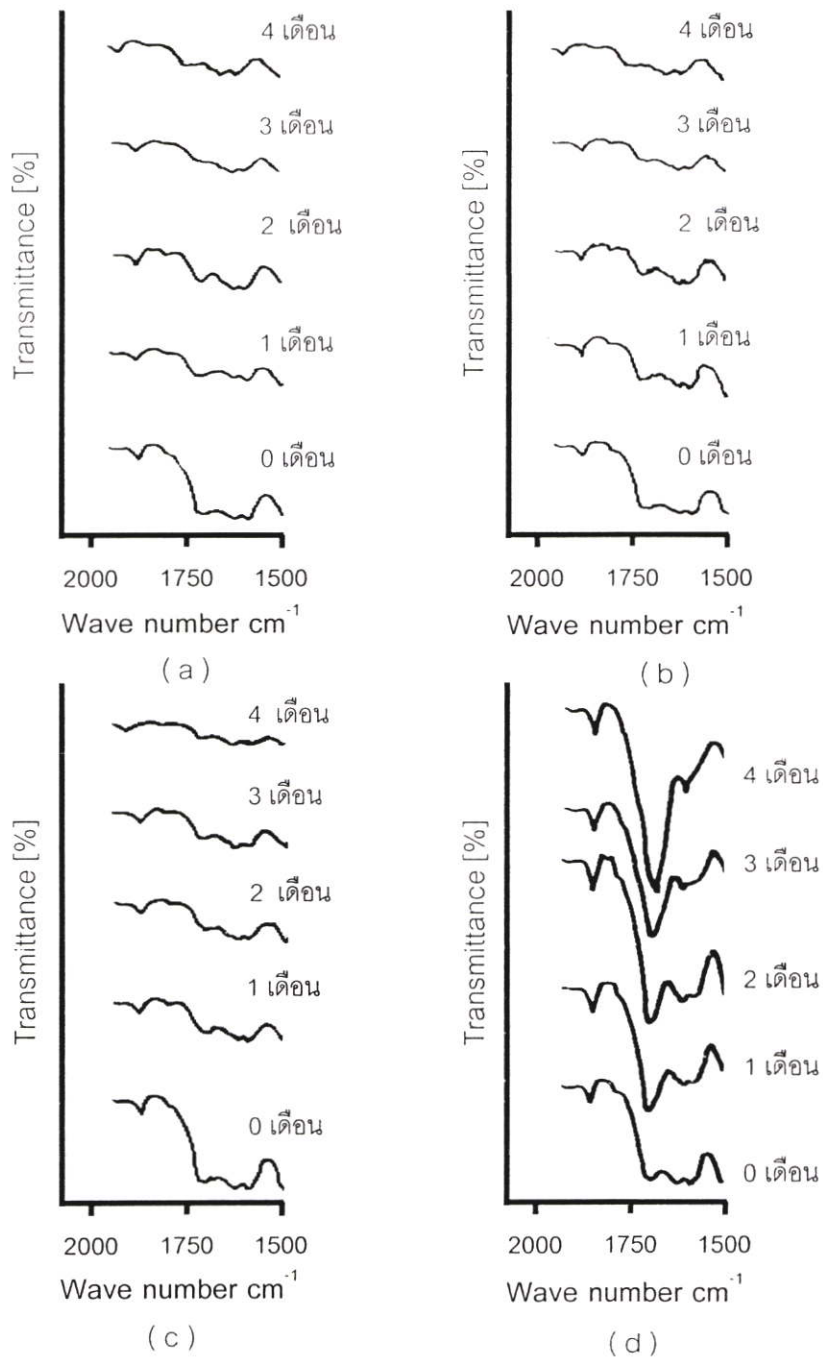 4 เดือน
3 เดือน
2 เดือน
1 เดือน
0 เดือน
Transmittance [%]
2000 1750 1500
Wave number cm-1
(a)
4 เดือน
3 เดือน
2 เดือน
1 เดือน
0 เดือน
Transmittance [%]
2000 1750 1500
Wave number cm-1
(b)
4 เดือน
3 เดือน
2 เดือน
1 เดือน
0 เดือน
Transmittance [%]
2000 1750 1500
Wave number cm-1
(c)
4 เดือน
3 เดือน
2 เดือน
1 เดือน
0 เดือน
Transmittance [%]
2000 1750 1500
Wave number cm-1
(d)